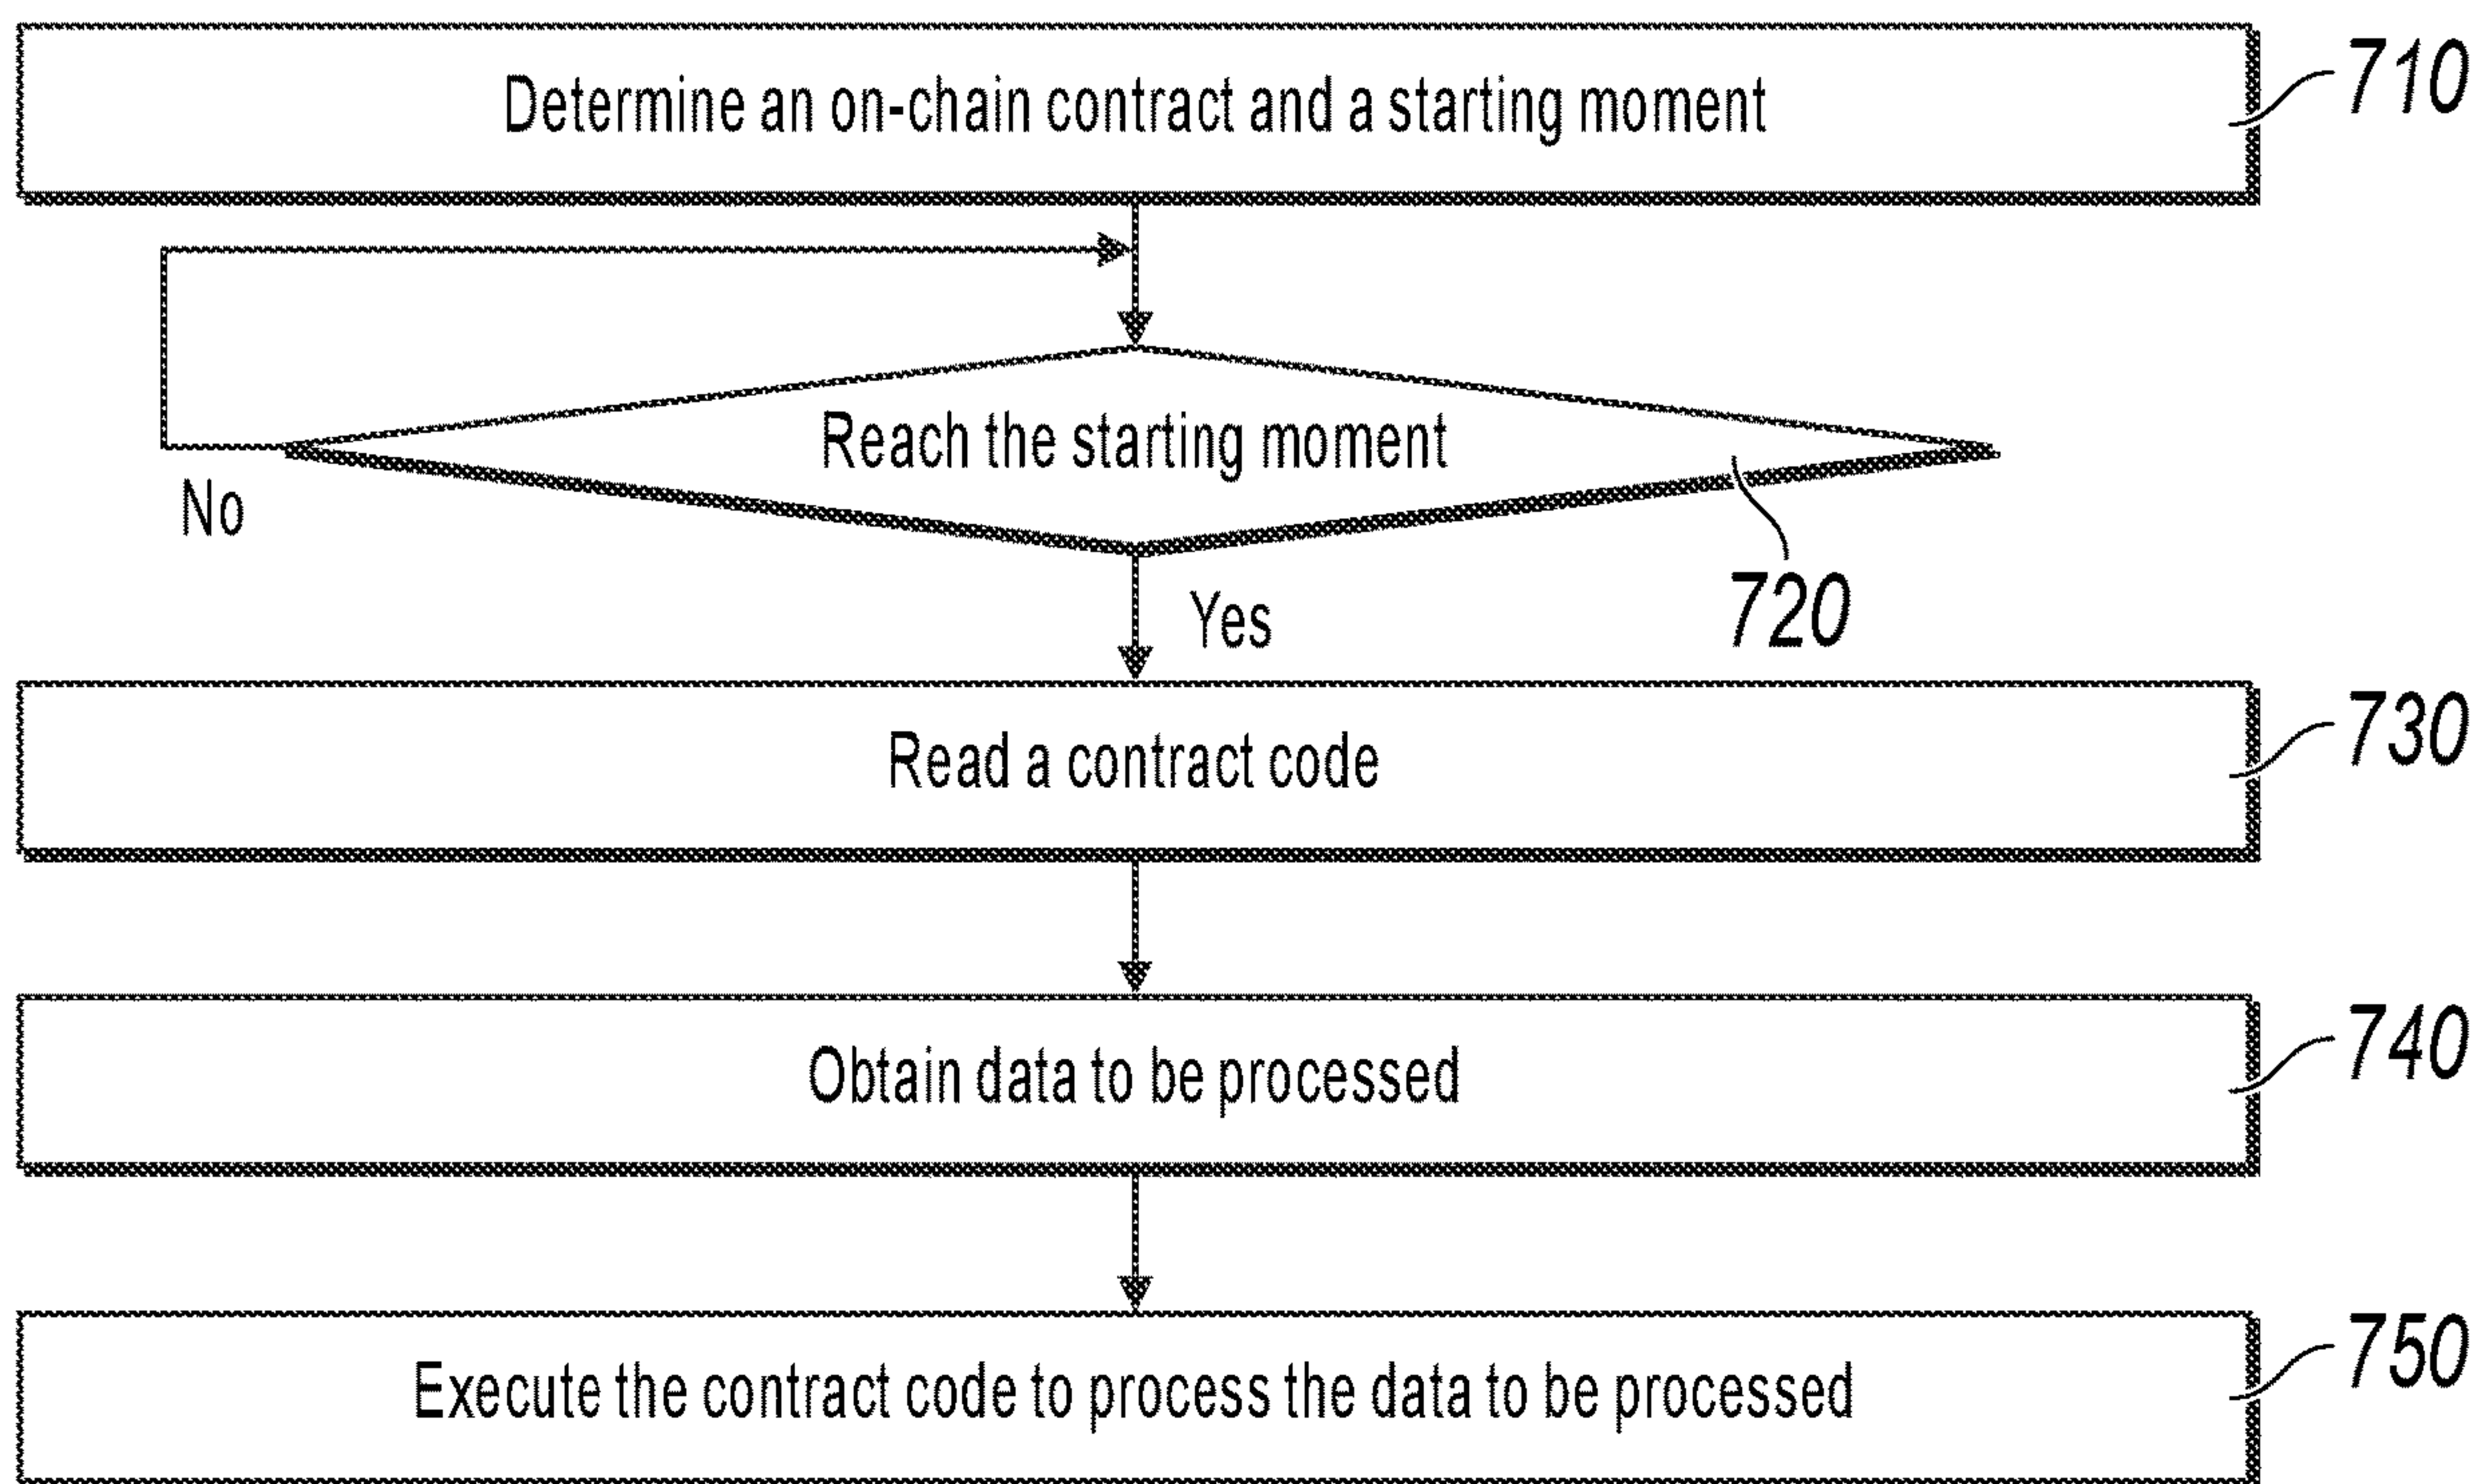 Determine an on-chain contract and a starting moment
710
Reach the starting moment
No
720
Yes
Read a contract code
730
Obtain data to be processed
740
Execute the contract code to process the data to be processed
750